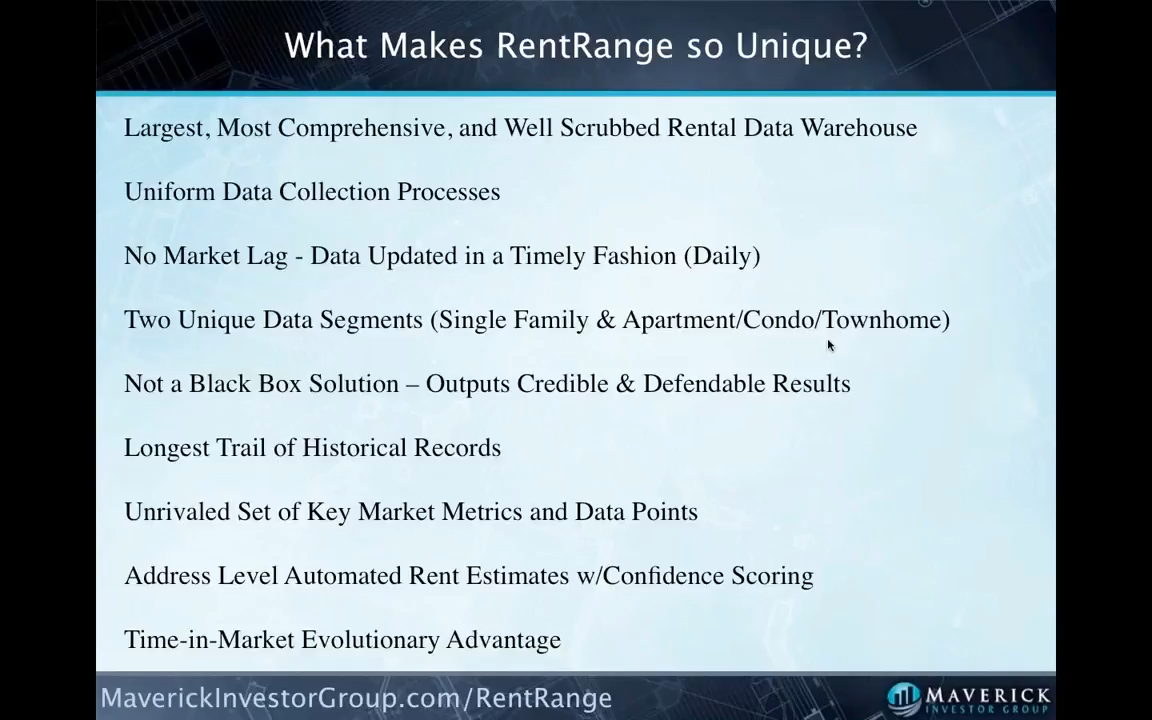 What Makes RentRange so Unique?
Largest, Most Comprehensive, and Well Scrubbed Rental Data Warehouse
Uniform Data Collection Processes
No Market Lag - Data Updated in a Timely Fashion (Daily)
Two Unique Data Segments (Single Family & Apartment/Condo/Townhome)
Not a Black Box Solution – Outputs Credible & Defendable Results
Longest Trail of Historical Records
Unrivaled Set of Key Market Metrics and Data Points
Address Level Automated Rent Estimates w/Confidence Scoring
Time-in-Market Evolutionary Advantage
MaverickInvestorGroup.com/RentRange
MAVERICK
INVESTOR GROUP